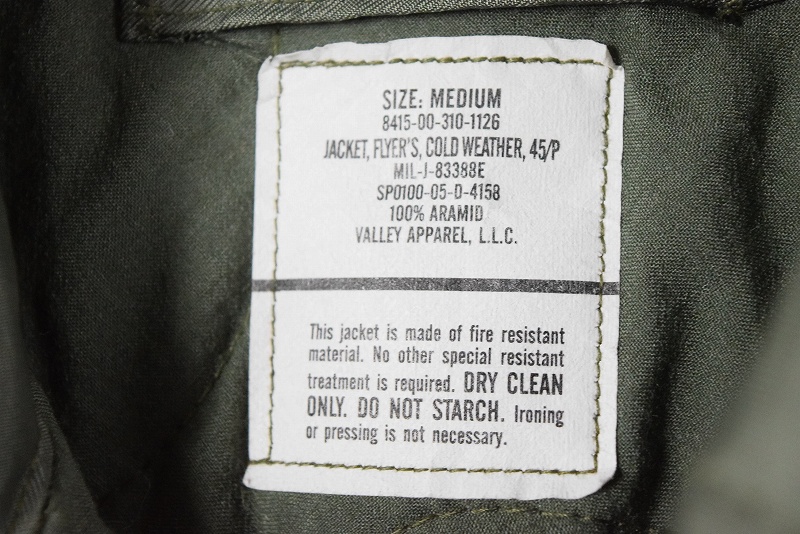 SIZE: MEDIUM
8415-00-310-1126
JACKET, FLYER'S, COLD WEATHER, 45/P
MIL-J-83388E
SPO100-05-D-4158
100% ARAMID
VALLEY APPAREL, L.L.C.
This jacket is made of fire resistant
material. No other special resistant
treatment is required. DRY CLEAN
ONLY. DO NOT STARCH. Ironing
or pressing is not necessary.